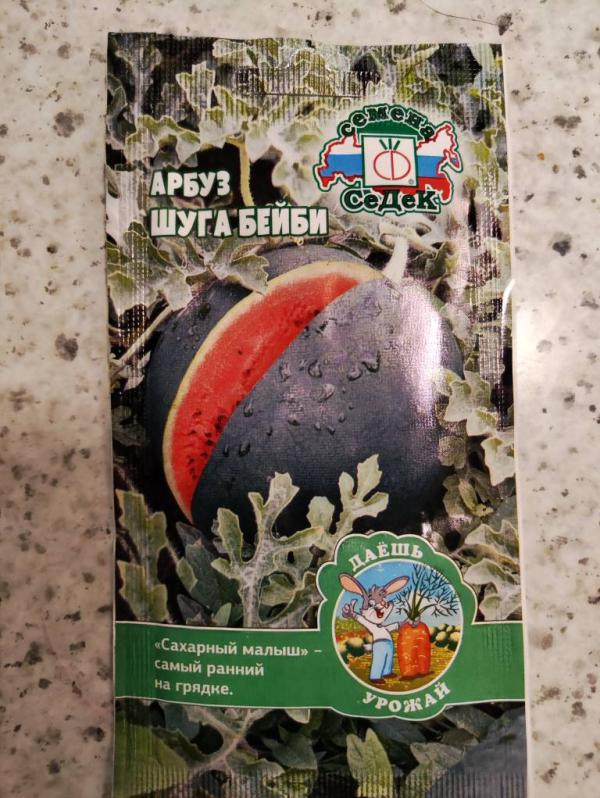 семена
СеДеК
АРБУЗ
ШУГА БЕЙБИ
ДАЁШЬ
УРОЖАЙ
«Сахарный малыш» –
самый ранний
на грядке.